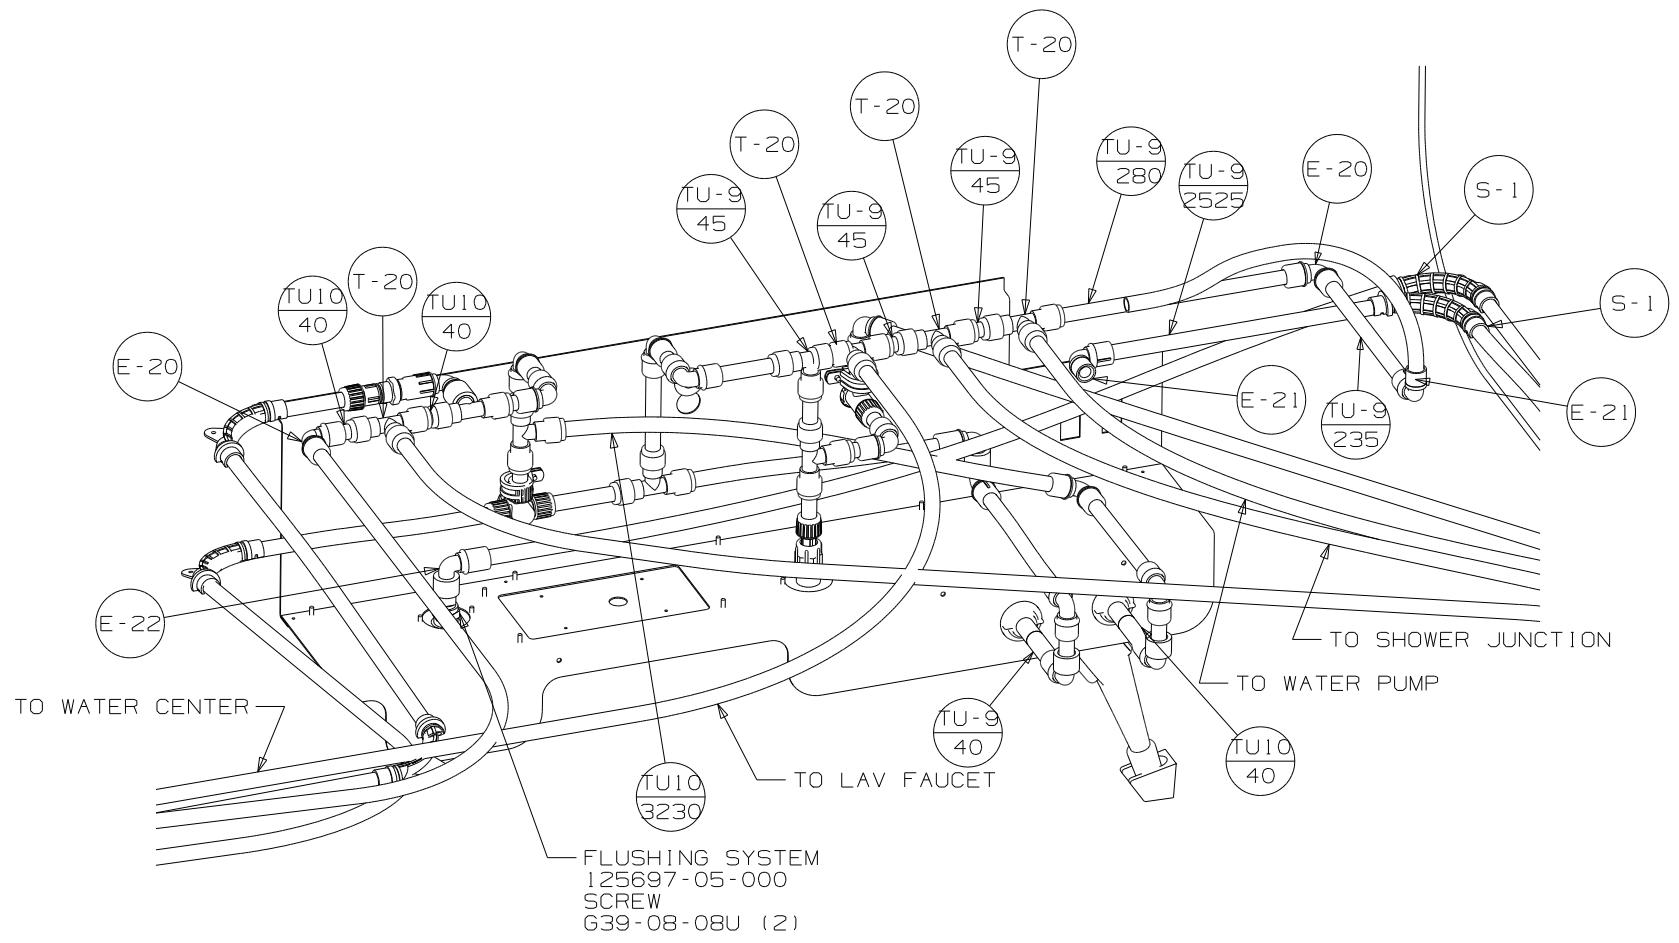 T-20
T-20
T-20
TU-9
45
TU-9
280
TU-9
2525
E-20
S-1
TU-9
45
TU-9
45
T-20
TU10
40
TU10
40
S-1
E-20
E-21
TU-9
235
E-21
E-22
TO SHOWER JUNCTION
TO WATER PUMP
TO WATER CENTER
TU-9
40
TU10
40
TO LAV FAUCET
TU10
3230
FLUSHING SYSTEM
125697-05-000
SCREW
G39-08-08U (2)